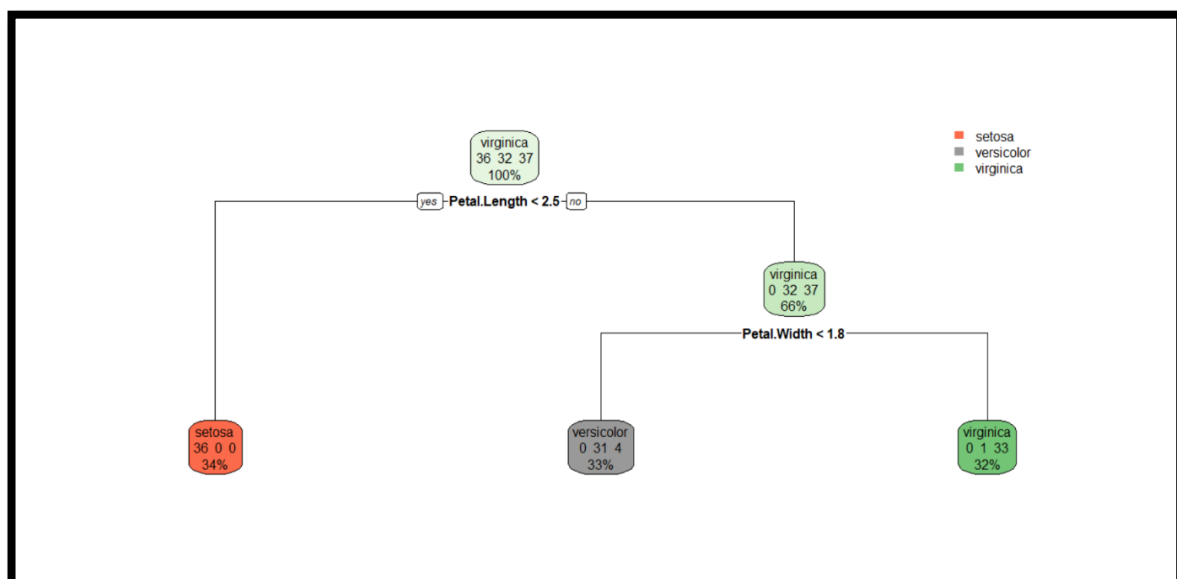 virginica
36 32 37
100%
setosa
versicolor
virginica
yes Petal.Length < 2.5 no
virginica
0 32 37
66%
Petal.Width < 1.8
setosa
36 0 0
34%
versicolor
0 31 4
33%
virginica
0 1 33
32%